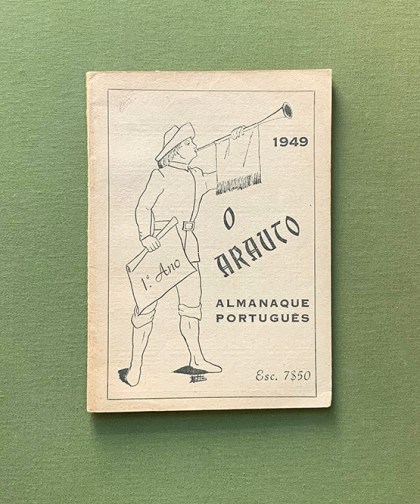 1949
O
ARAUTO
1.º Ano
ALMANAQUE
PORTUGUÊS
Esc. 7$50